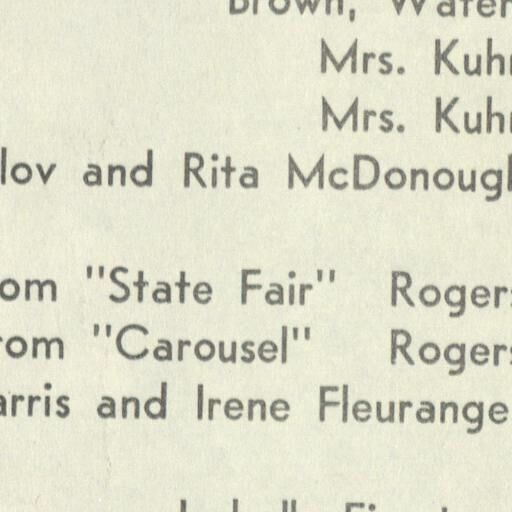 Brown, Water
Mrs. Kuhn
Mrs. Kuhn
lov and Rita McDonough
om "State Fair" Rogers
rom "Carousel" Rogers
arris and Irene Fleurange